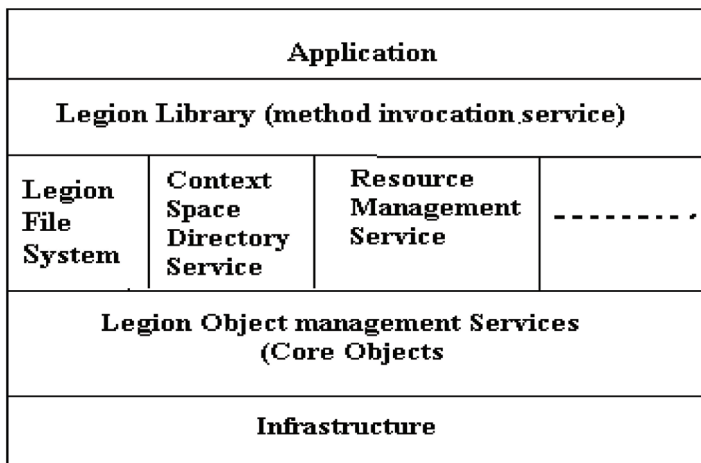 Application
Legion Library (method invocation service)
Legion
File
System
Context
Space
Directory
Service
Resource
Management
Service
Legion Object management Services
(Core Objects
Infrastructure